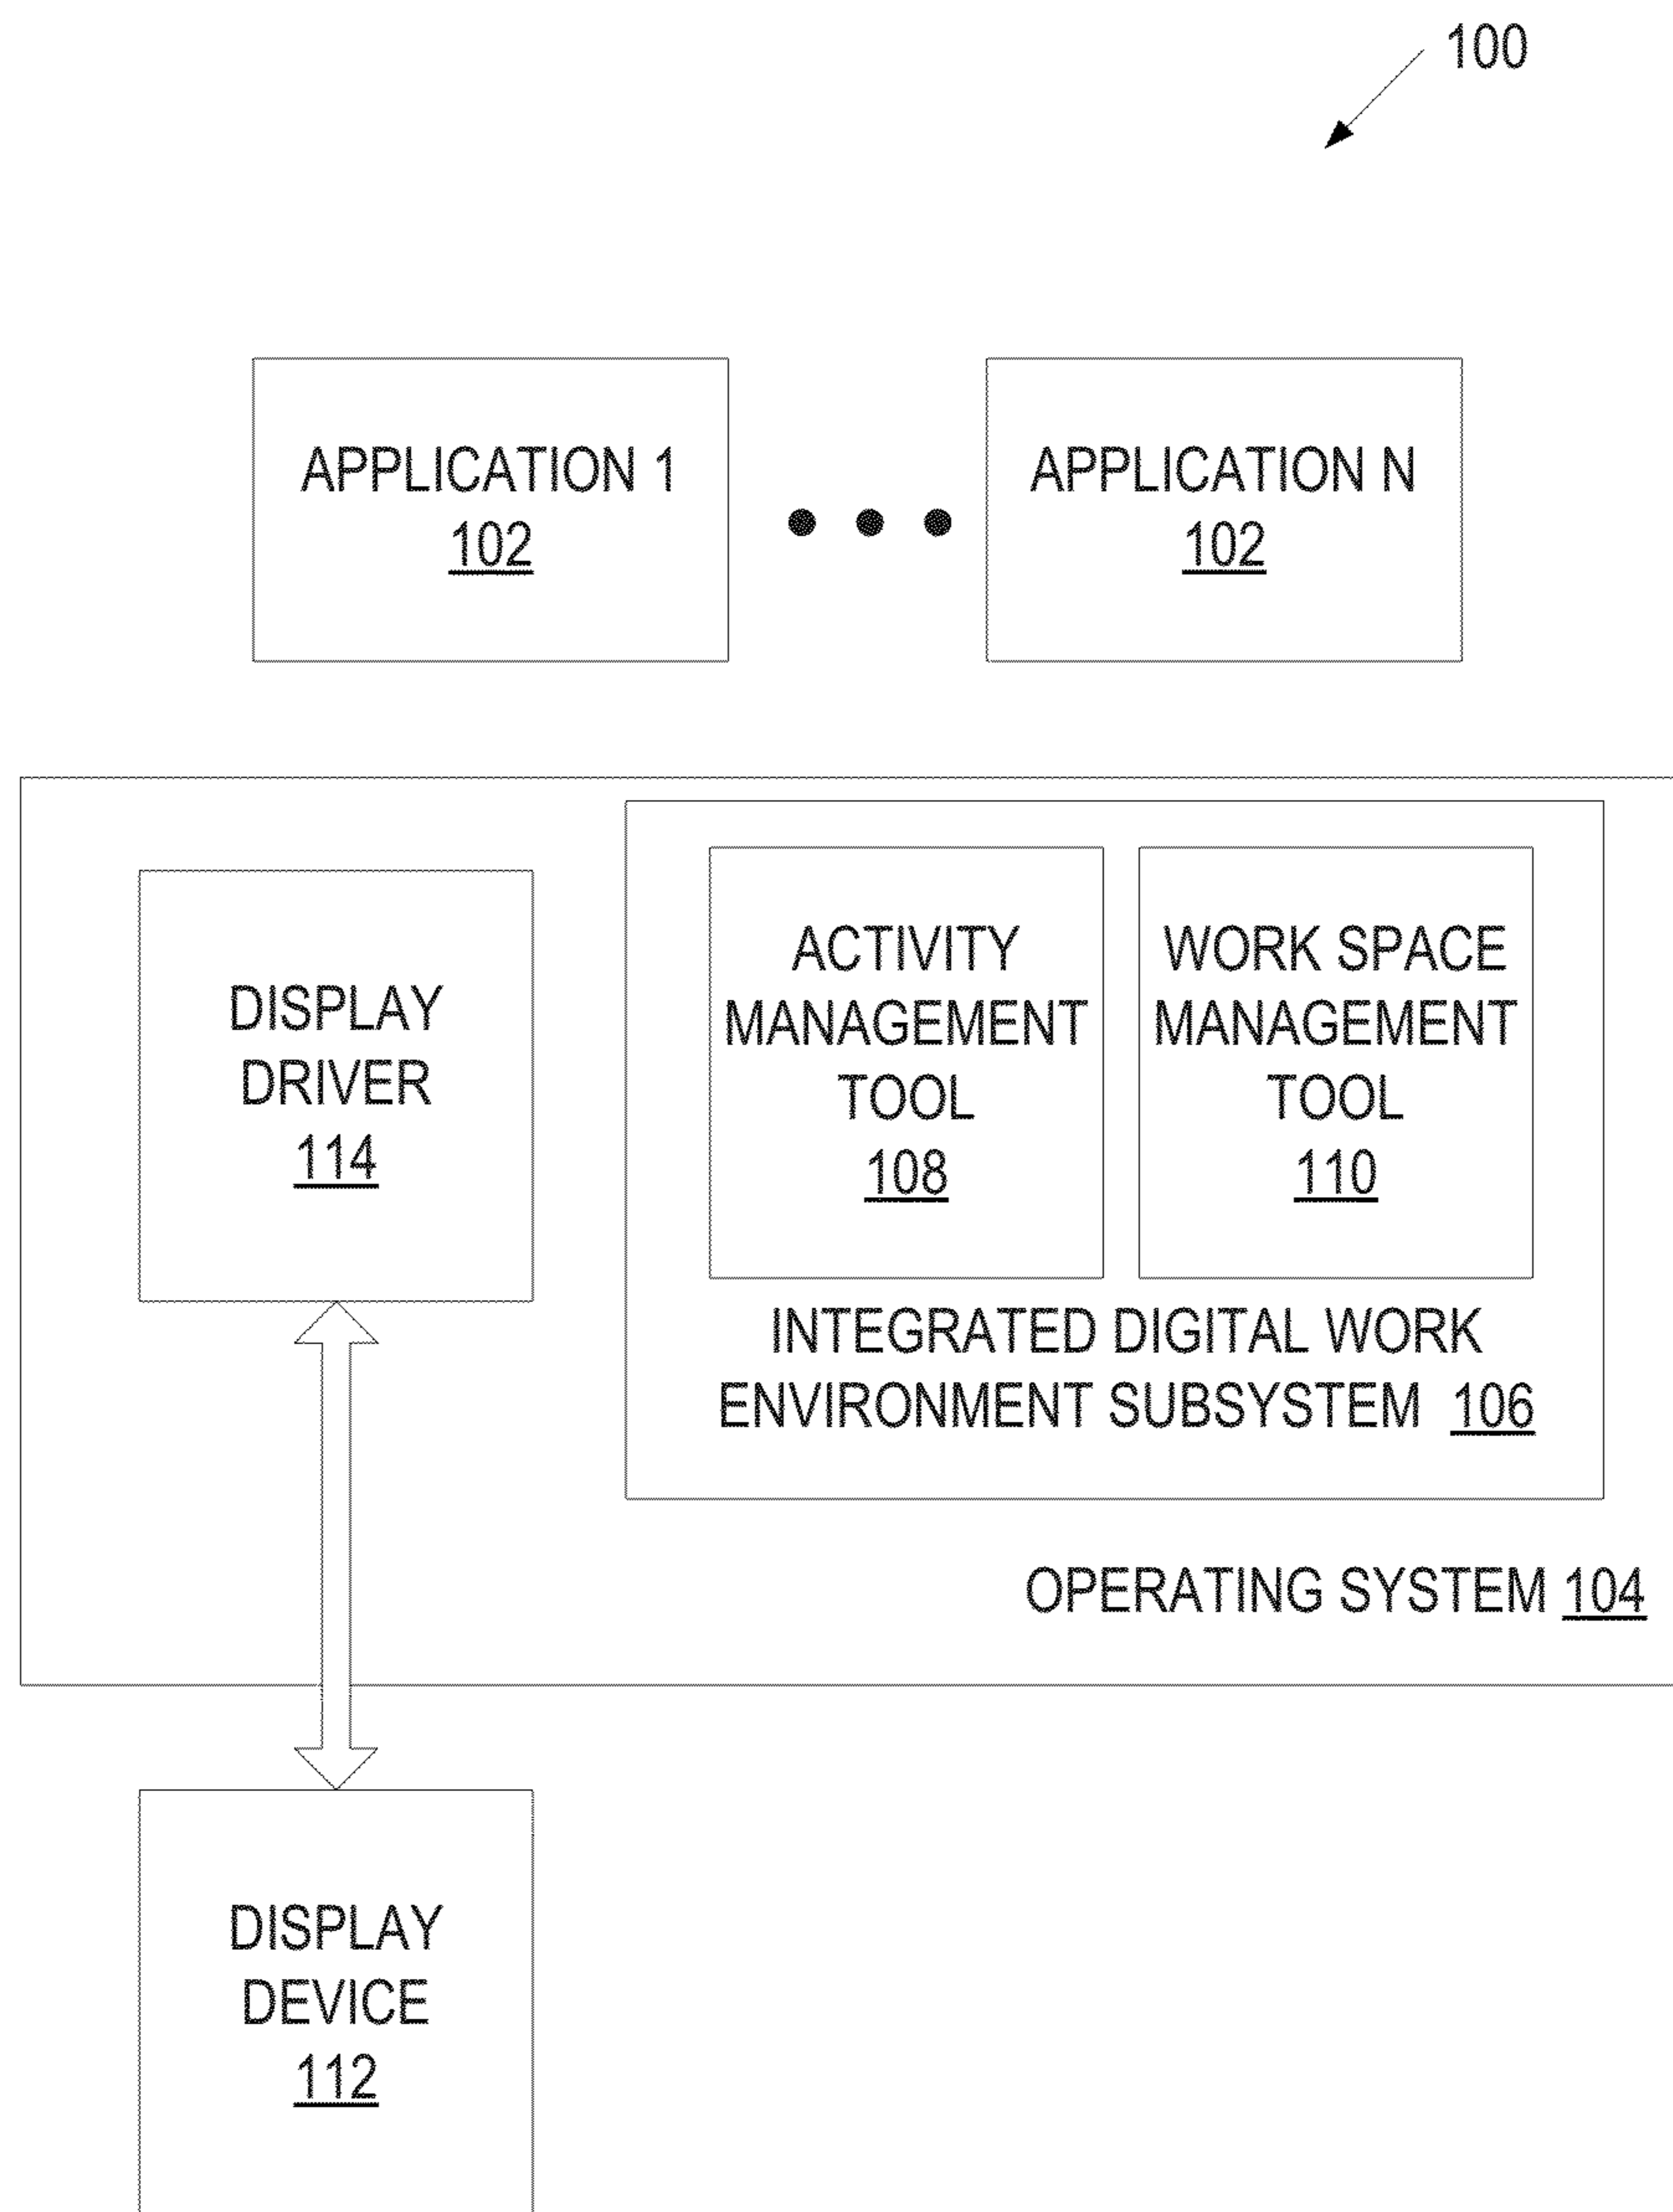 100
APPLICATION 1
102
APPLICATION N
102
DISPLAY
DRIVER
114
ACTIVITY
MANAGEMENT
TOOL
108
WORK SPACE
MANAGEMENT
TOOL
110
INTEGRATED DIGITAL WORK
ENVIRONMENT SUBSYSTEM 106
OPERATING SYSTEM 104
DISPLAY
DEVICE
112